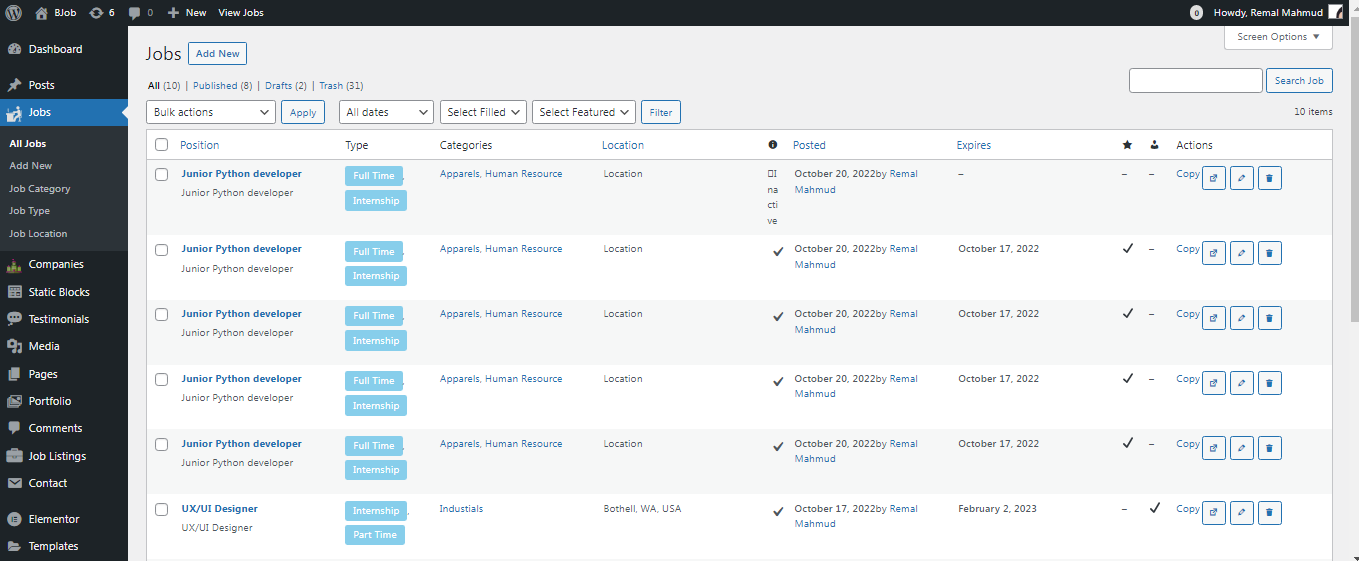 BJob 6 0 New View Jobs 0 Howdy, Remal Mahmud
Screen Options
Dashboard
Posts
Jobs
All Jobs
Add New
Job Category
Job Type
Job Location
Companies
Static Blocks
Testimonials
Media
Pages
Portfolio
Comments
Job Listings
Contact
Elementor
Templates
Jobs Add New
All (10) | Published (8) | Drafts (2) | Trash (31)
Search Job
Bulk actions Apply All dates Select Filled Select Featured Filter 10 items
Position Type Categories Location Posted Expires Actions
Junior Python developer Full Time, Apparels, Human Resource Location I October 20, 2022by Remal – – – Copy
Junior Python developer Internship na Mahmud
cti
ve
Junior Python developer Full Time, Apparels, Human Resource Location October 20, 2022by Remal October 17, 2022 – Copy
Junior Python developer Internship Mahmud
Junior Python developer Full Time, Apparels, Human Resource Location October 20, 2022by Remal October 17, 2022 – Copy
Junior Python developer Internship Mahmud
Junior Python developer Full Time, Apparels, Human Resource Location October 20, 2022by Remal October 17, 2022 – Copy
Junior Python developer Internship Mahmud
Junior Python developer Full Time, Apparels, Human Resource Location October 20, 2022by Remal October 17, 2022 – Copy
Junior Python developer Internship Mahmud
UX/UI Designer Internship, Industials Bothell, WA, USA October 17, 2022by Remal February 2, 2023 – Copy
UX/UI Designer Part Time Mahmud